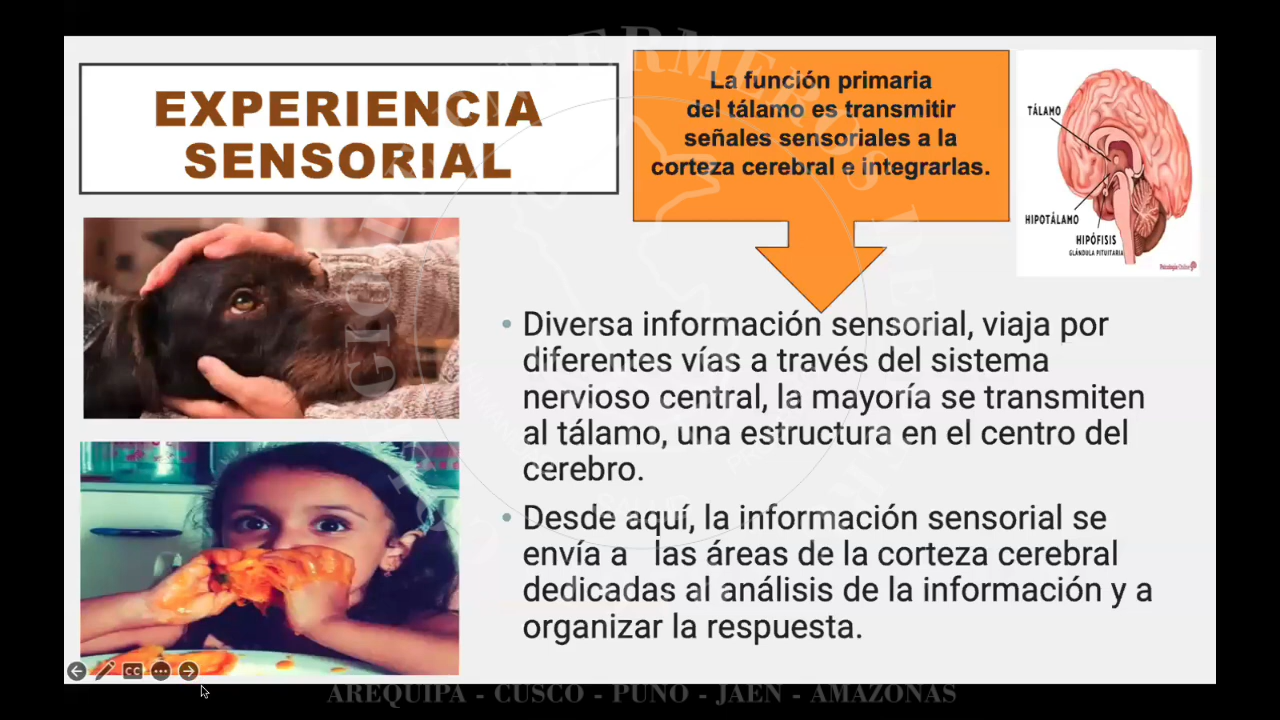 EXPERIENCIA
SENSORIAL
La función primaria
del tálamo es transmitir
señales sensoriales a la
corteza cerebral e integrarlas.
TÁLAMO
HIPOTÁLAMO
HIPÓFISIS
GLÁNDULA PITUITARIA
Psicología Online
• Diversa información sensorial, viaja por
diferentes vías a través del sistema
nervioso central, la mayoría se transmiten
al tálamo, una estructura en el centro del
cerebro.
• Desde aquí, la información sensorial se
envía a las áreas de la corteza cerebral
dedicadas al análisis de la información y a
organizar la respuesta.
CC
AREQUIPA - CUSCO - PUNO - JAEN - AMAZONAS